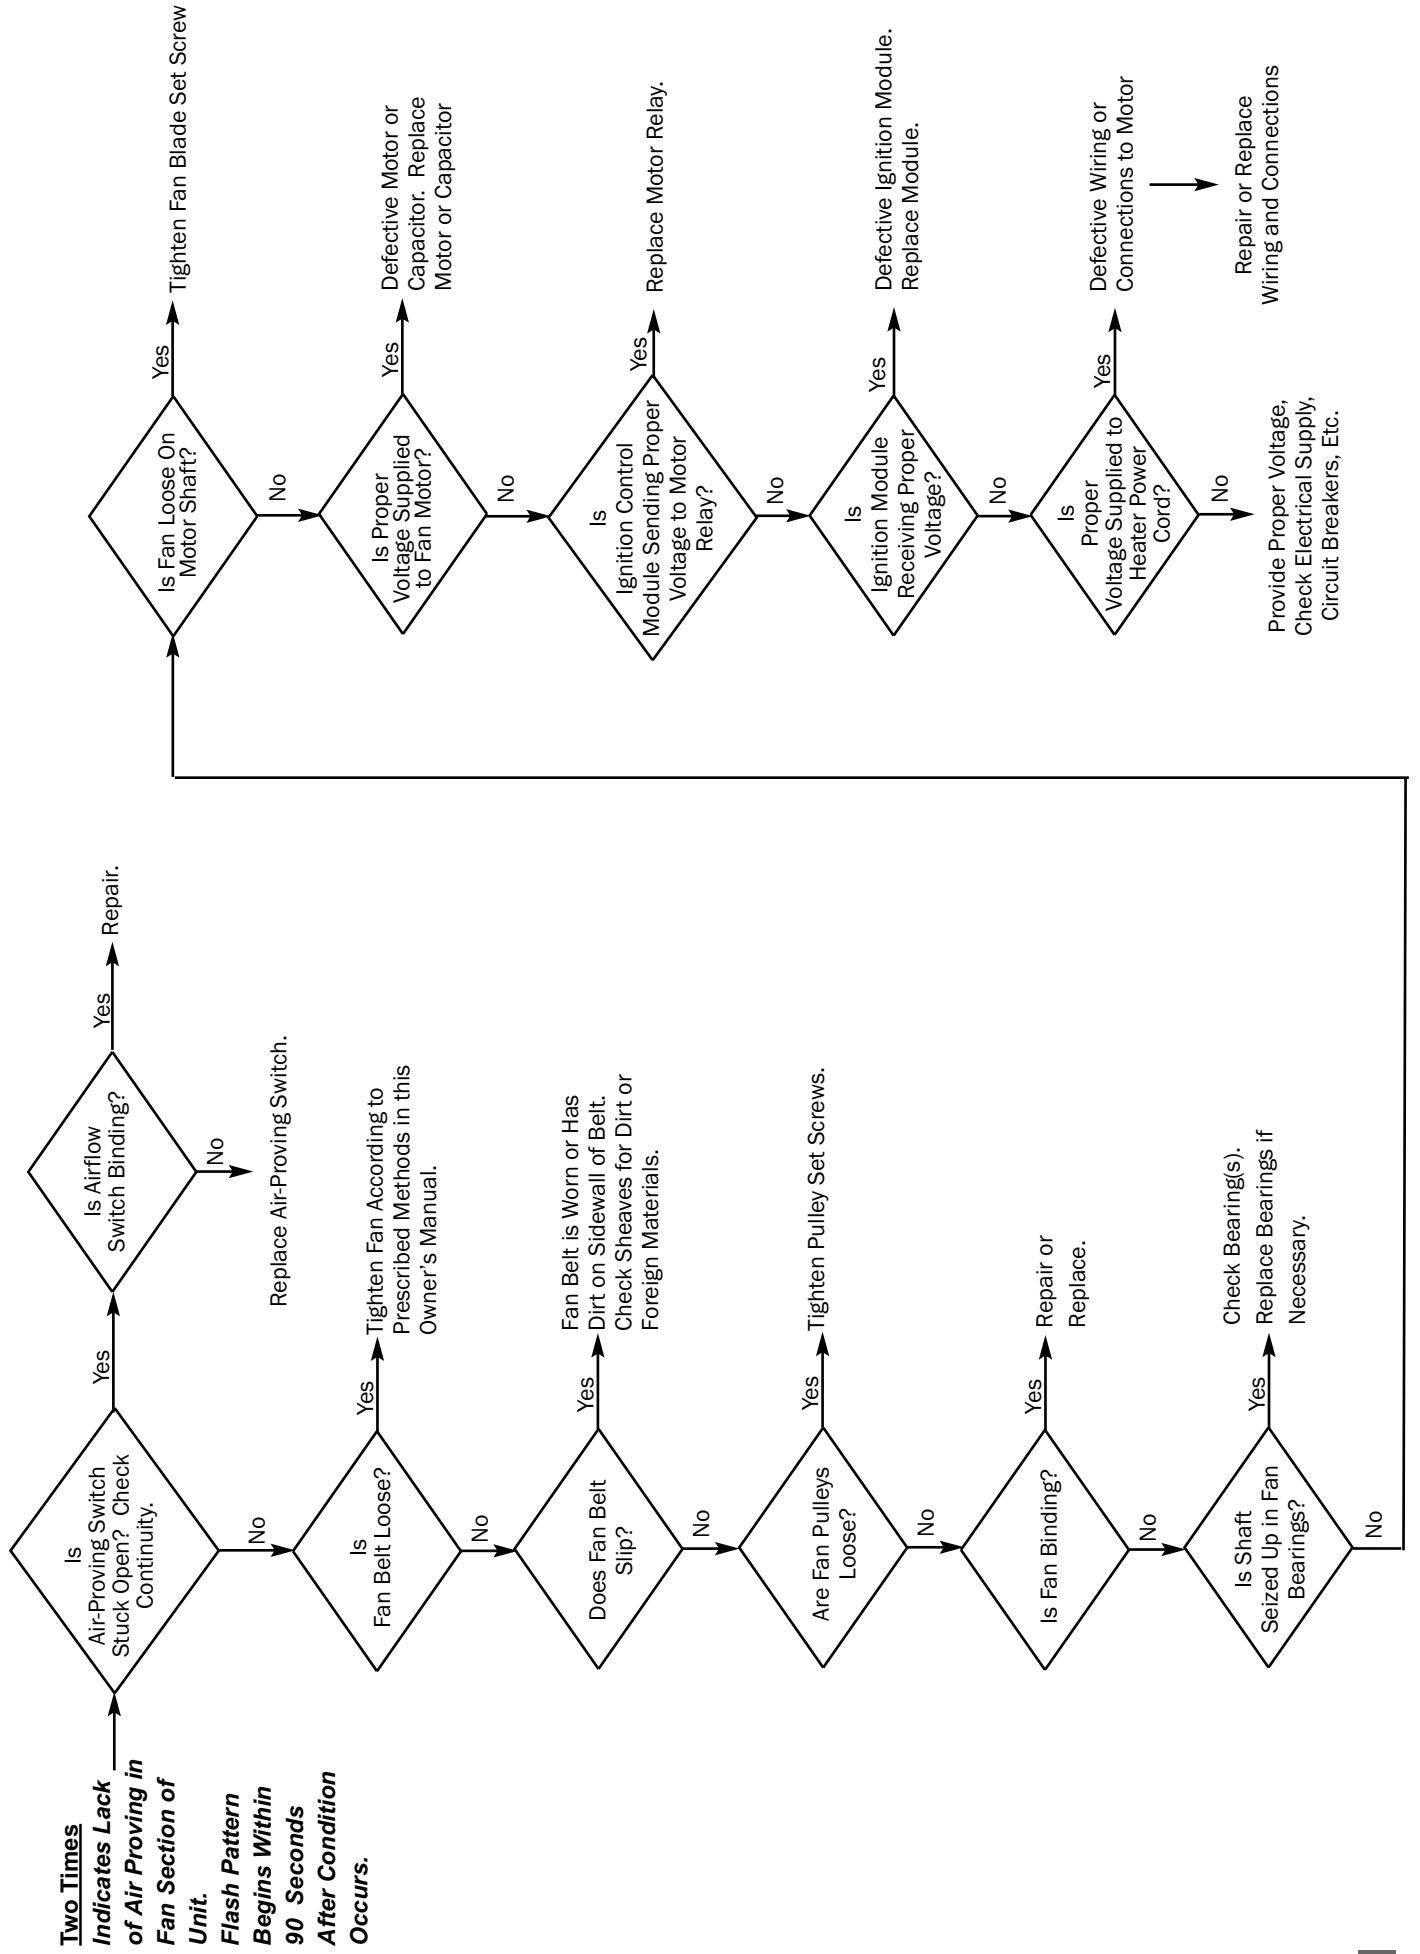 Two Times
Indicates Lack
of Air Proving in
Fan Section of
Unit.
Flash Pattern
Begins Within
90 Seconds
After Condition
Occurs.
Is
Air-Proving Switch
Stuck Open? Check
Continuity.
Yes
Is Airflow
Switch Binding?
Yes
Repair.
No
Replace Air-Proving Switch.
No
Is
Fan Belt Loose?
Yes
Tighten Fan According to
Prescribed Methods in this
Owner's Manual.
No
Does Fan Belt
Slip?
Yes
Fan Belt is Worn or Has
Dirt on Sidewall of Belt.
Check Sheaves for Dirt or
Foreign Materials.
No
Are Fan Pulleys
Loose?
Yes
Tighten Pulley Set Screws.
No
Is Fan Binding?
Yes
Repair or
Replace.
No
Is Shaft
Seized Up in Fan
Bearings?
Yes
Check Bearing(s).
Replace Bearings if
Necessary.
No
Is Fan Loose On
Motor Shaft?
Yes
Tighten Fan Blade Set Screw
No
Is Proper
Voltage Supplied
to Fan Motor?
Yes
Defective Motor or
Capacitor. Replace
Motor or Capacitor
No
Is
Ignition Control
Module Sending Proper
Voltage to Motor
Relay?
Yes
Replace Motor Relay.
No
Is
Ignition Module
Receiving Proper
Voltage?
Yes
Defective Ignition Module.
Replace Module.
No
Is
Proper
Voltage Supplied to
Heater Power
Cord?
Yes
Defective Wiring or
Connections to Motor
Repair or Replace
Wiring and Connections
No
Provide Proper Voltage,
Check Electrical Supply,
Circuit Breakers, Etc.